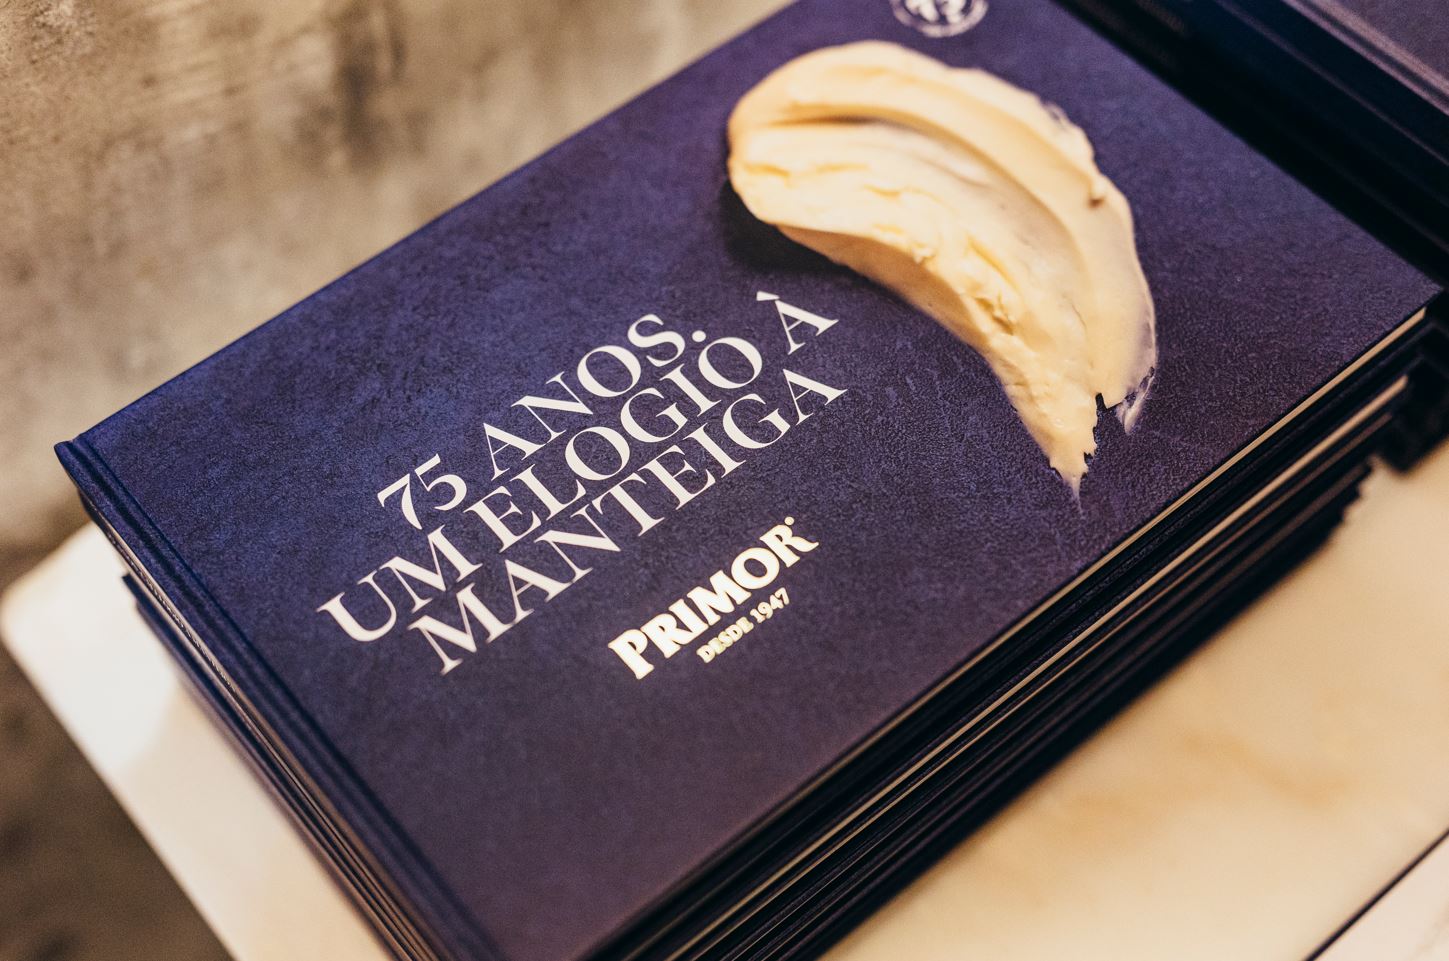 75 ANOS.
UM ELOGIO À
MANTEIGA
PRIMOR®
DESDE 1947